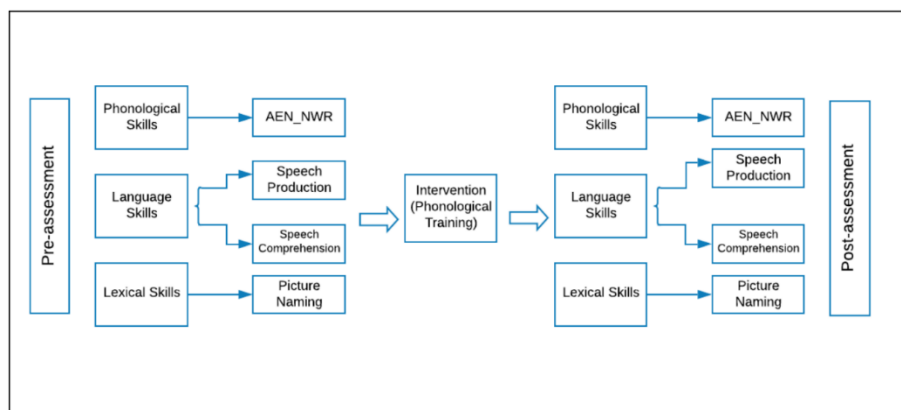 Pre-assessment
Phonological
Skills
AEN_NWR
Language
Skills
Speech
Production
Speech
Comprehension
Lexical Skills
Picture
Naming
Intervention
(Phonological
Training)
Phonological
Skills
AEN_NWR
Language
Skills
Speech
Production
Speech
Comprehension
Lexical Skills
Picture
Naming
Post-assessment